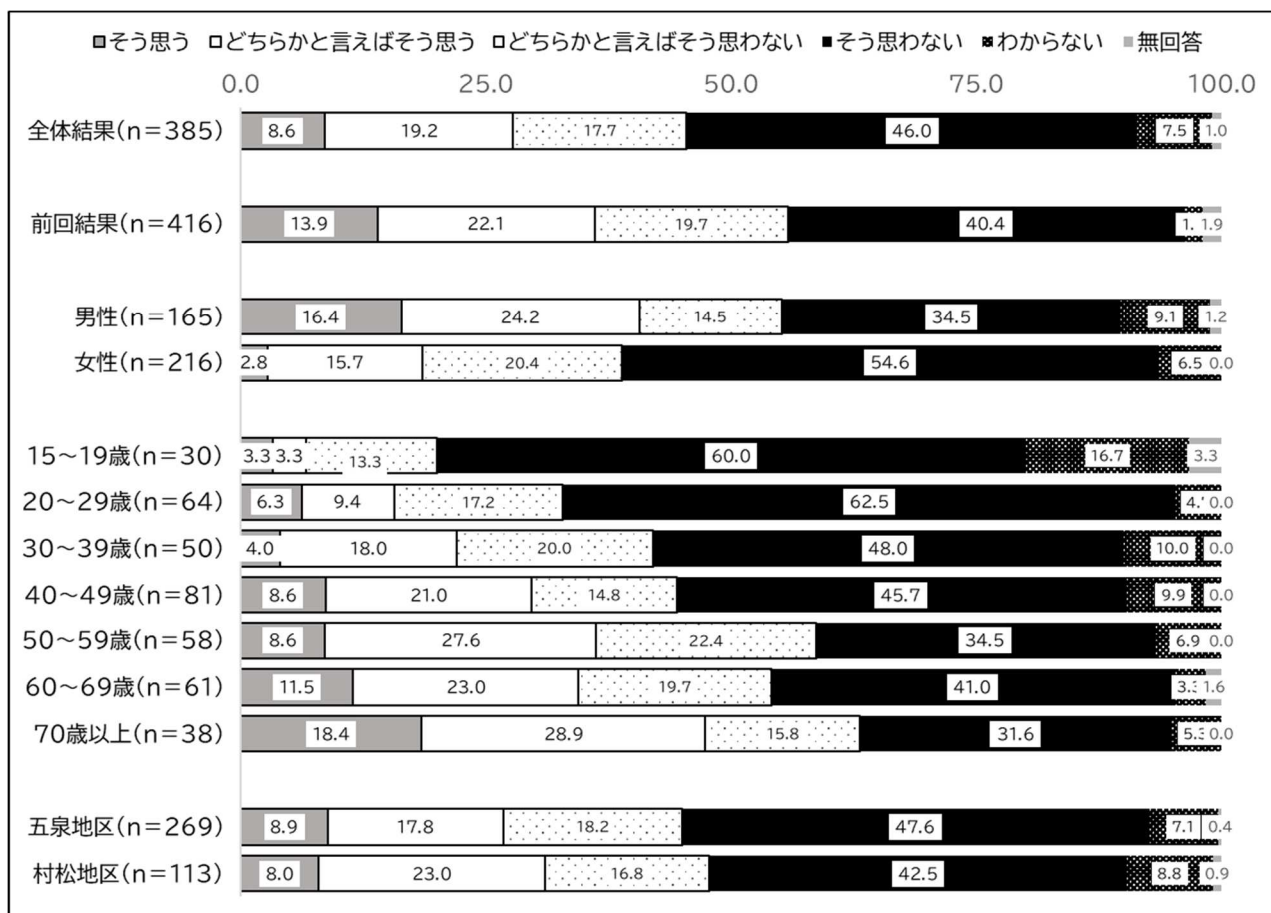 そう思う どちらかと言えばそう思う どちらかと言えばそう思わない そう思わない わからない 無回答
0.0 25.0 50.0 75.0 100.0
全体結果(n=385) 8.6 19.2 17.7 46.0 7.5 1.0
前回結果(n=416) 13.9 22.1 19.7 40.4 1. 1.9
男性(n=165) 16.4 24.2 14.5 34.5 9.1 1.2
女性(n=216) 2.8 15.7 20.4 54.6 6.5 0.0
15～19歳(n=30) 3.3 3.3 13.3 60.0 16.7 3.3
20～29歳(n=64) 6.3 9.4 17.2 62.5 4. 0.0
30～39歳(n=50) 4.0 18.0 20.0 48.0 10.0 0.0
40～49歳(n=81) 8.6 21.0 14.8 45.7 9.9 0.0
50～59歳(n=58) 8.6 27.6 22.4 34.5 6.9 0.0
60～69歳(n=61) 11.5 23.0 19.7 41.0 3.3 1.6
70歳以上(n=38) 18.4 28.9 15.8 31.6 5.3 0.0
五泉地区(n=269) 8.9 17.8 18.2 47.6 7.1 0.4
村松地区(n=113) 8.0 23.0 16.8 42.5 8.8 0.9